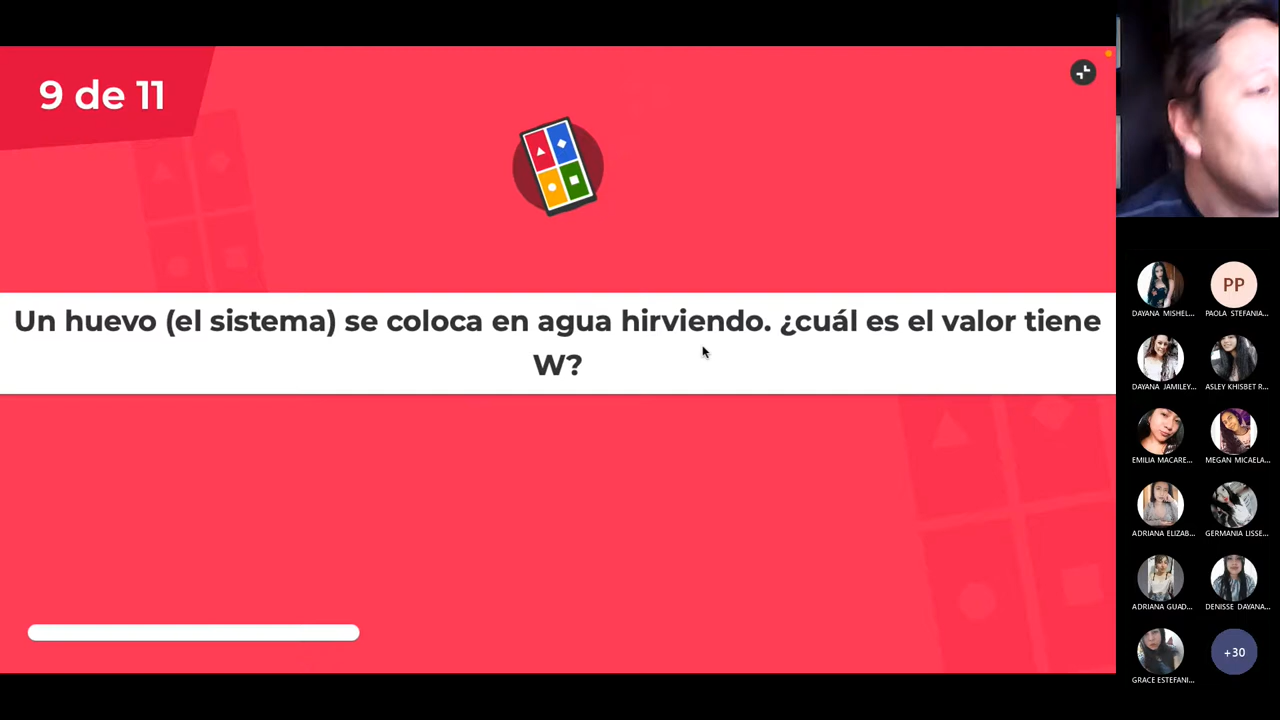 9 de 11
Un huevo (el sistema) se coloca en agua hirviendo. ¿cuál es el valor tiene
W?
PP
DAYANA MISHEL...
PAOLA STEFANIA...
DAYANA JAMILEY...
ASLEY KHISBET R...
EMILIA MACARE...
MEGAN MICAELA...
ADRIANA ELIZAB...
GERMANIA LISSE...
ADRIANA GUAD...
DENISSE DAYANA...
+30
GRACE ESTEFANI...